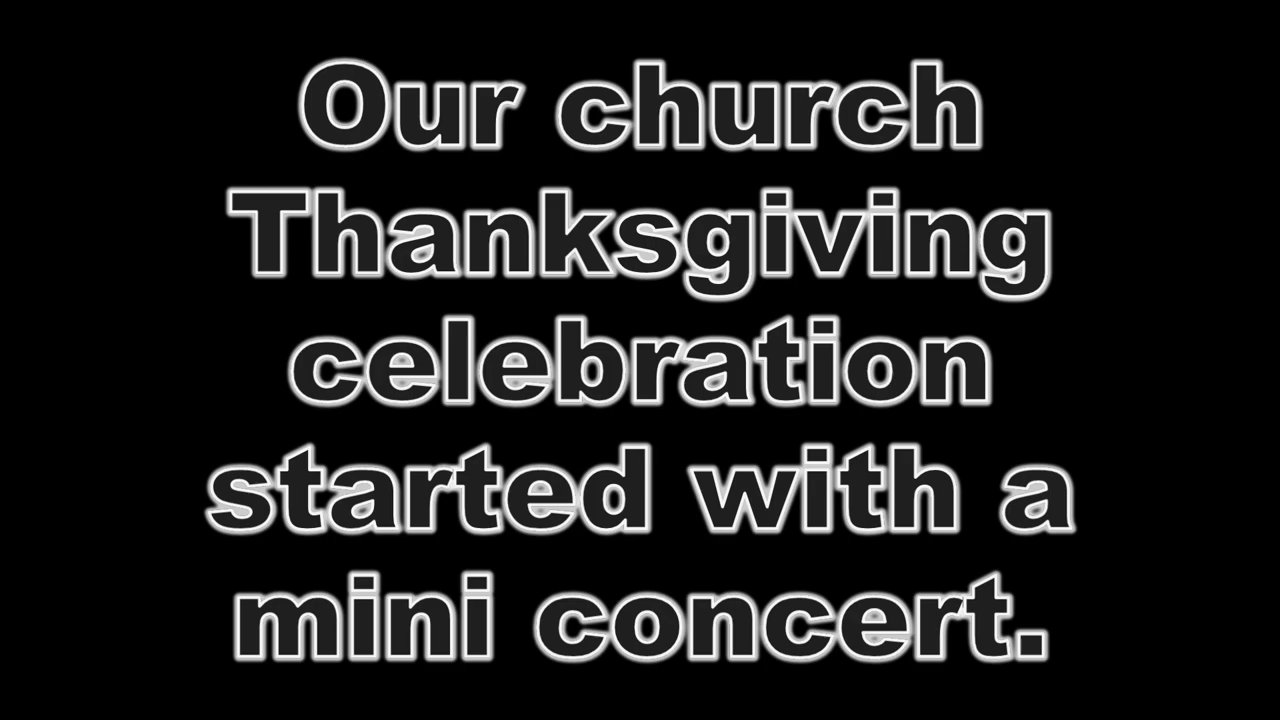 Our church
Thanksgiving
celebration
started with a
mini concert.